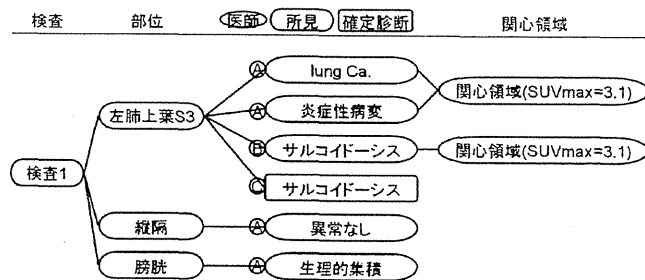 検査 部位 医師 所見 確定診断 関心領域
A lung Ca.
関心領域(SUVmax=3.1)
左肺上葉S3 A 炎症性病変
B サルコイドーシス 関心領域(SUVmax=3.1)
検査1 C サルコイドーシス
縦隔 A 異常なし
膀胱 A 生理的集積